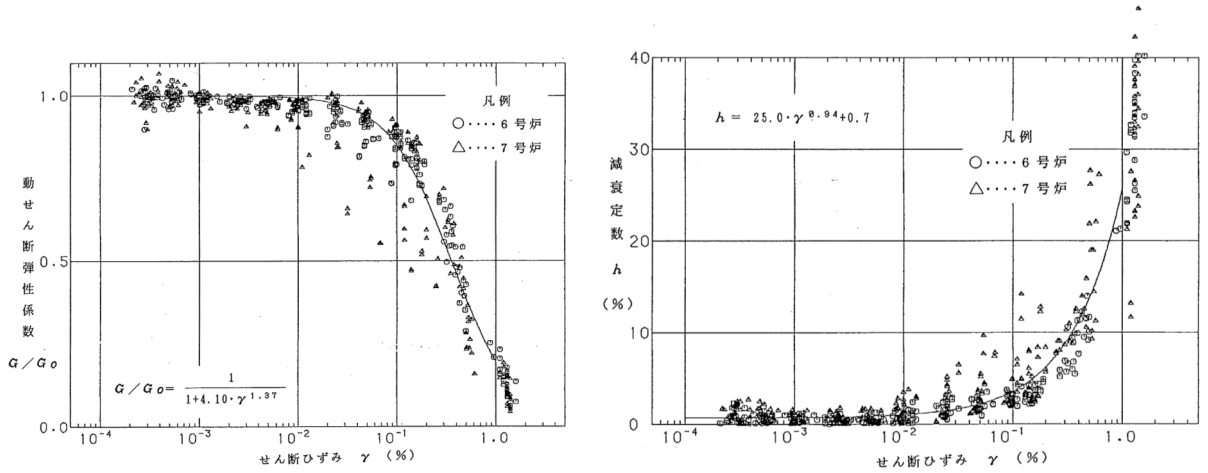 1.0
0.5
0.0
動せん断弾性係数
G／G₀
凡例
○‥‥6号炉
△‥‥7号炉
G／G₀= 1/(1+4.10・γ^1.37)
10⁻⁴ 10⁻³ 10⁻² 10⁻¹ 1.0
せん断ひずみ γ (%)
40
30
20
10
0
減衰定数
h
(%)
h = 25.0・γ^0.94+0.7
凡例
○‥‥6号炉
△‥‥7号炉
10⁻⁴ 10⁻³ 10⁻² 10⁻¹ 1.0
せん断ひずみ γ (%)